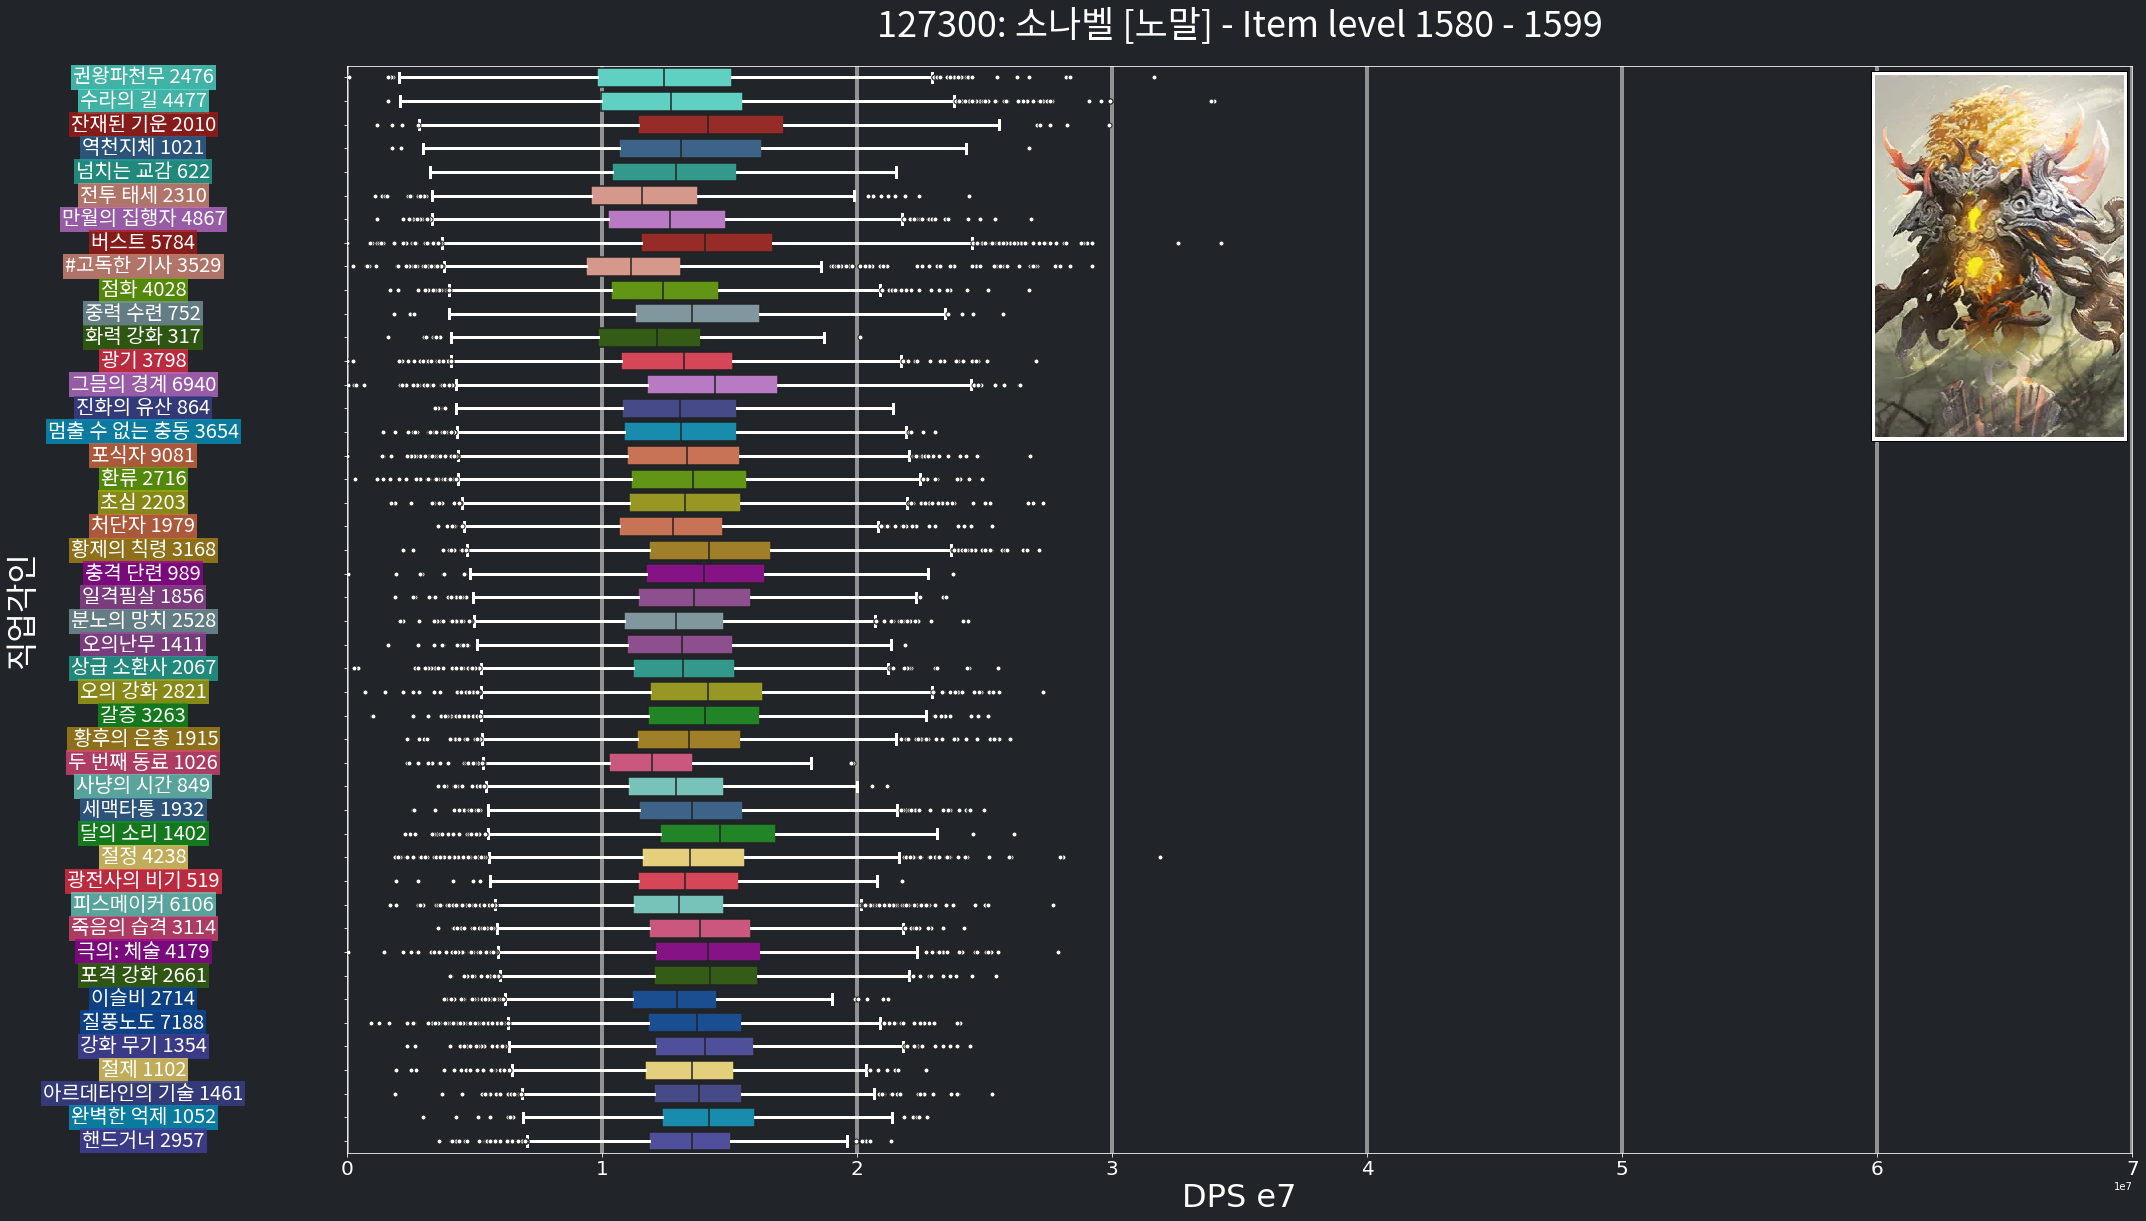 127300: 소나벨 [노말] - Item level 1580 - 1599
권왕파천무 2476
수라의 길 4477
잔재된 기운 2010
역천지체 1021
넘치는 교감 622
전투 태세 2310
만월의 집행자 4867
버스트 5784
#고독한 기사 3529
점화 4028
중력 수련 752
화력 강화 317
광기 3798
그믐의 경계 6940
진화의 유산 864
멈출 수 없는 충동 3654
포식자 9081
환류 2716
초심 2203
처단자 1979
황제의 칙령 3168
충격 단련 989
일격필살 1856
분노의 망치 2528
오의난무 1411
상급 소환사 2067
오의 강화 2821
갈증 3263
황후의 은총 1915
두 번째 동료 1026
사냥의 시간 849
세맥타통 1932
달의 소리 1402
절정 4238
광전사의 비기 519
피스메이커 6106
죽음의 습격 3114
극의: 체술 4179
포격 강화 2661
이슬비 2714
질풍노도 7188
강화 무기 1354
절제 1102
아르데타인의 기술 1461
완벽한 억제 1052
핸드거너 2957
직업각인
0 1 2 3 4 5 6 7
1e7
DPS e7